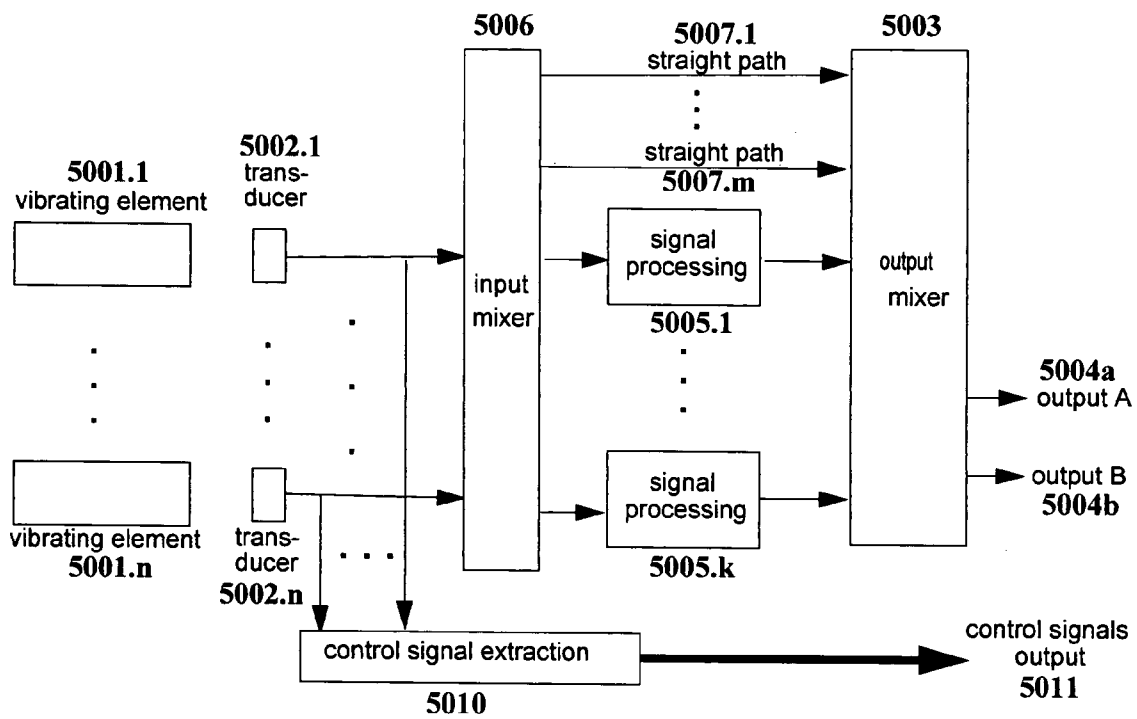 5006
5007.1
straight path
5003
straight path
5007.m
5001.1
vibrating element
5002.1
trans-
ducer
input
mixer
signal
processing
5005.1
output
mixer
5004a
output A
output B
5004b
signal
processing
5005.k
vibrating element
5001.n
trans-
ducer
5002.n
control signal extraction
5010
control signals
output
5011